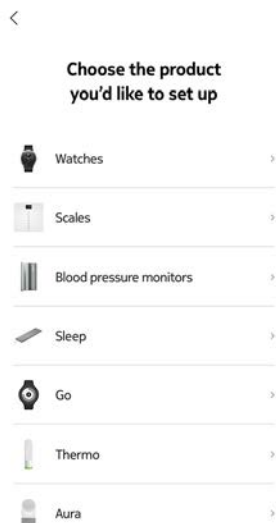 Choose the product
you'd like to set up
Watches
Scales
Blood pressure monitors
Sleep
Go
Thermo
Aura